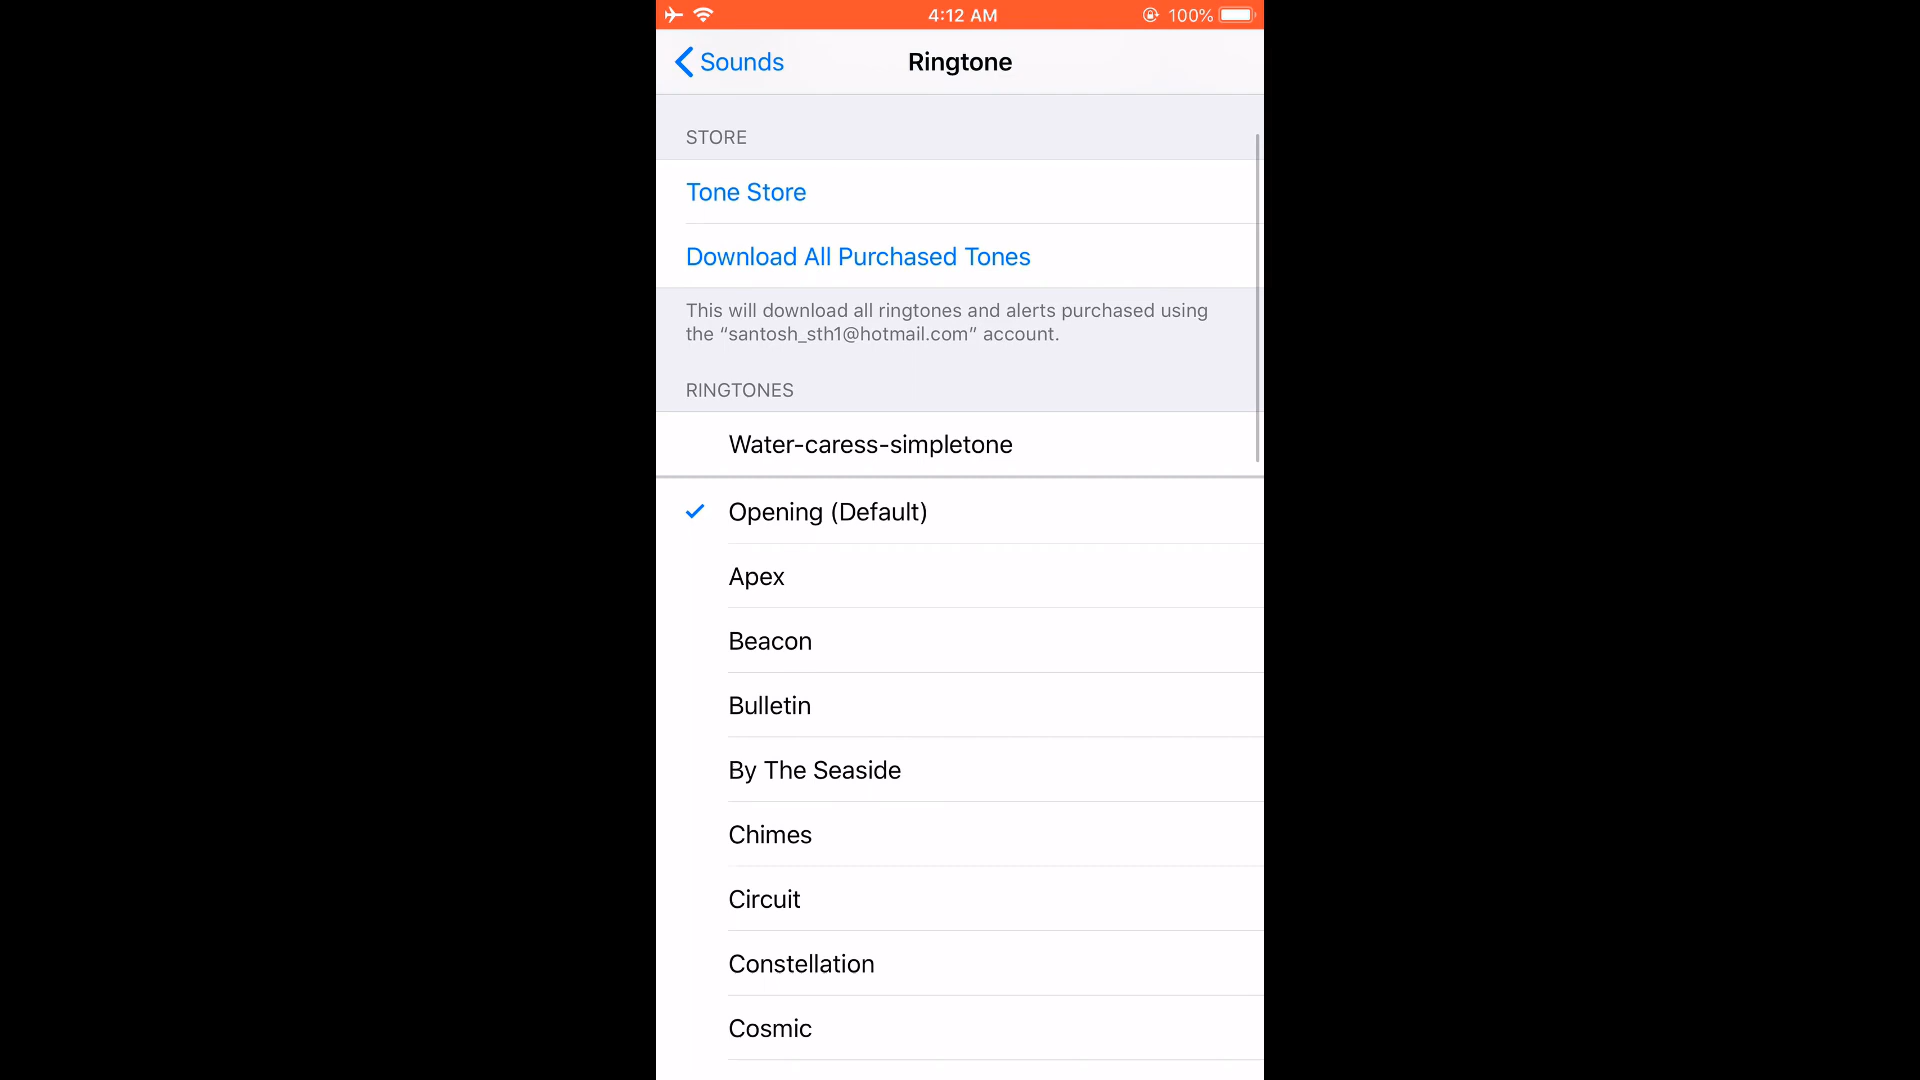 4:12 AM
100%
Sounds
Ringtone
STORE
Tone Store
Download All Purchased Tones
This will download all ringtones and alerts purchased using
the “santosh_sth1@hotmail.com” account.
RINGTONES
Water-caress-simpletone
Opening (Default)
Apex
Beacon
Bulletin
By The Seaside
Chimes
Circuit
Constellation
Cosmic